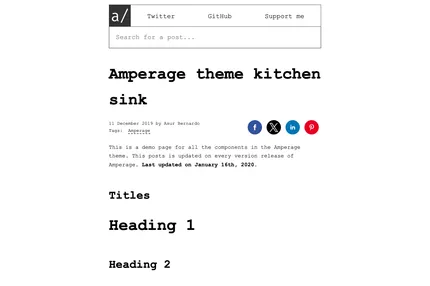 a/ Twitter GitHub Support me
Search for a post...
Amperage theme kitchen
sink
11 December 2019 by Amur Bernardo
Tags: Amperage
This is a demo page for all the components in the Amperage
theme. This posts is updated on every version release of
Amperage. Last updated on January 16th, 2020.
Titles
Heading 1
Heading 2